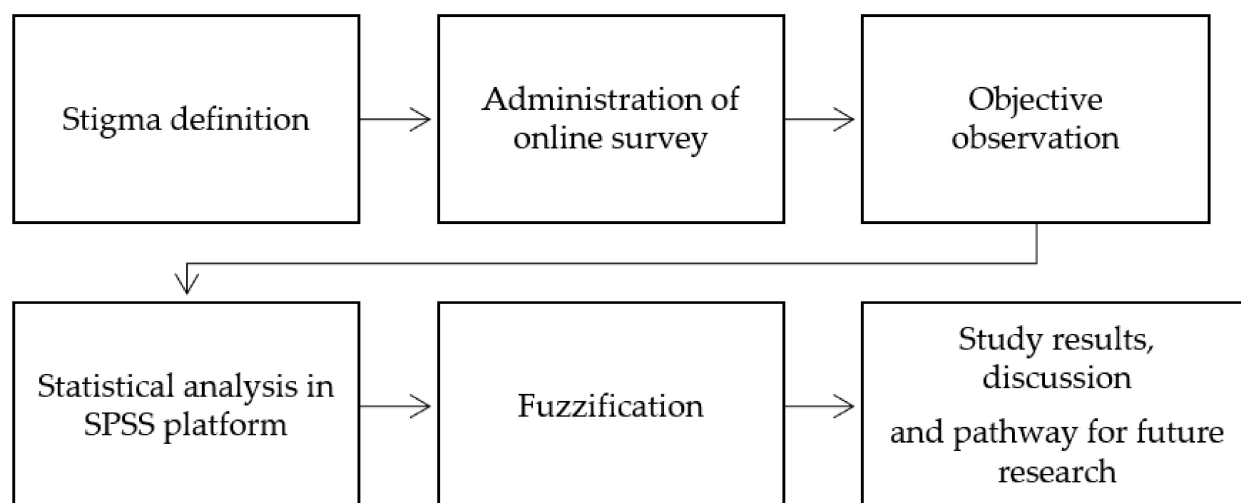 Stigma definition
Administration of
online survey
Objective
observation
Statistical analysis in
SPSS platform
Fuzzification
Study results,
discussion
and pathway for future
research